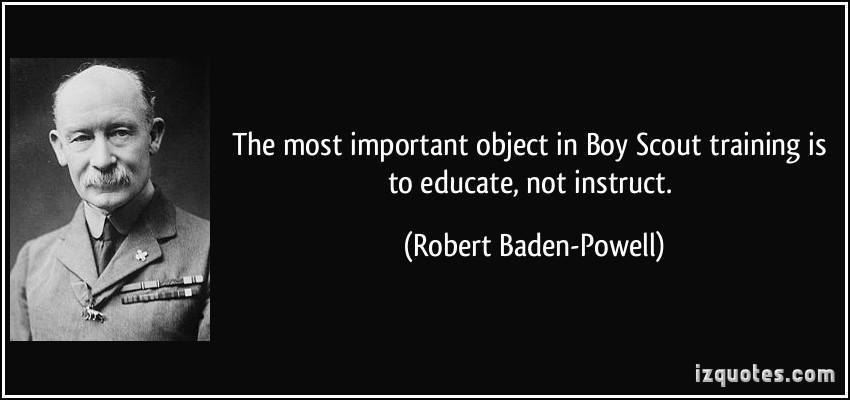 The most important object in Boy Scout training is
to educate, not instruct.
(Robert Baden-Powell)
izquotes.com